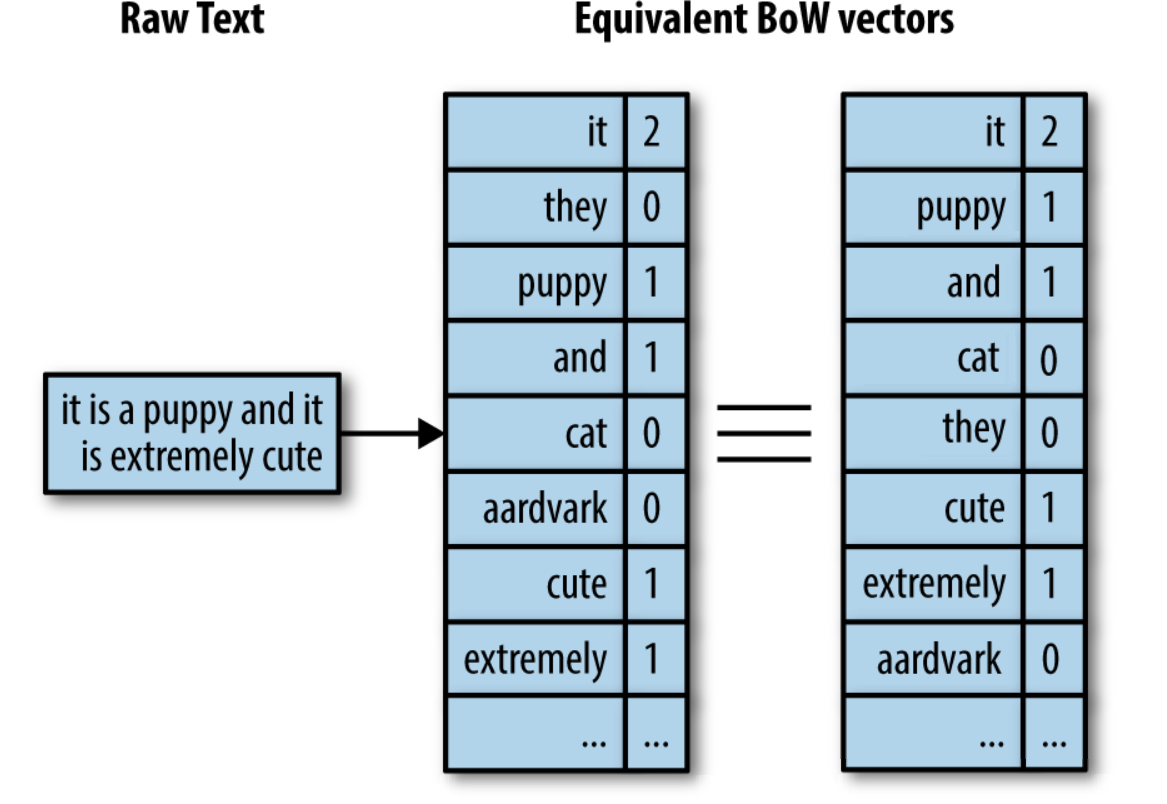 Raw Text
Equivalent BoW vectors
it is a puppy and it
is extremely cute
it 2
they 0
puppy 1
and 1
cat 0
aardvark 0
cute 1
extremely 1
... ...
it 2
puppy 1
and 1
cat 0
they 0
cute 1
extremely 1
aardvark 0
... ...